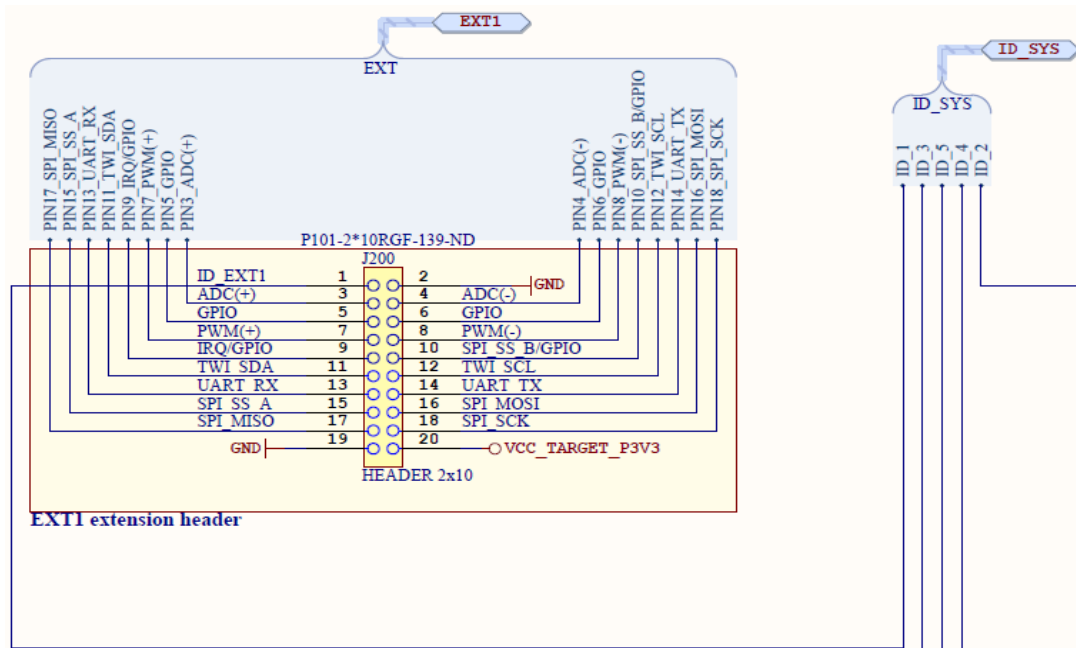 EXT1
ID_SYS
EXT
ID_SYS
PIN17_SPI_MISO
PIN15_SPI_SS_A
PIN13_UART_RX
PIN11_TWI_SDA
PIN9_IRQ/GPIO
PIN7_PWM(+)
PIN5_GPIO
PIN3_ADC(+)
PIN4_ADC(-)
PIN6_GPIO
PIN8_PWM(-)
PIN10_SPI_SS_B/GPIO
PIN12_TWI_SCL
PIN14_UART_TX
PIN16_SPI_MOSI
PIN18_SPI_SCK
ID_1
ID_3
ID_5
ID_4
ID_2
P101-2*10RGF-139-ND
J200
ID_EXT1 1 2 GND
ADC(+) 3 4 ADC(-)
GPIO 5 6 GPIO
PWM(+) 7 8 PWM(-)
IRQ/GPIO 9 10 SPI_SS_B/GPIO
TWI_SDA 11 12 TWI_SCL
UART_RX 13 14 UART_TX
SPI_SS_A 15 16 SPI_MOSI
SPI_MISO 17 18 SPI_SCK
GND 19 20 VCC_TARGET_P3V3
HEADER 2x10
EXT1 extension header